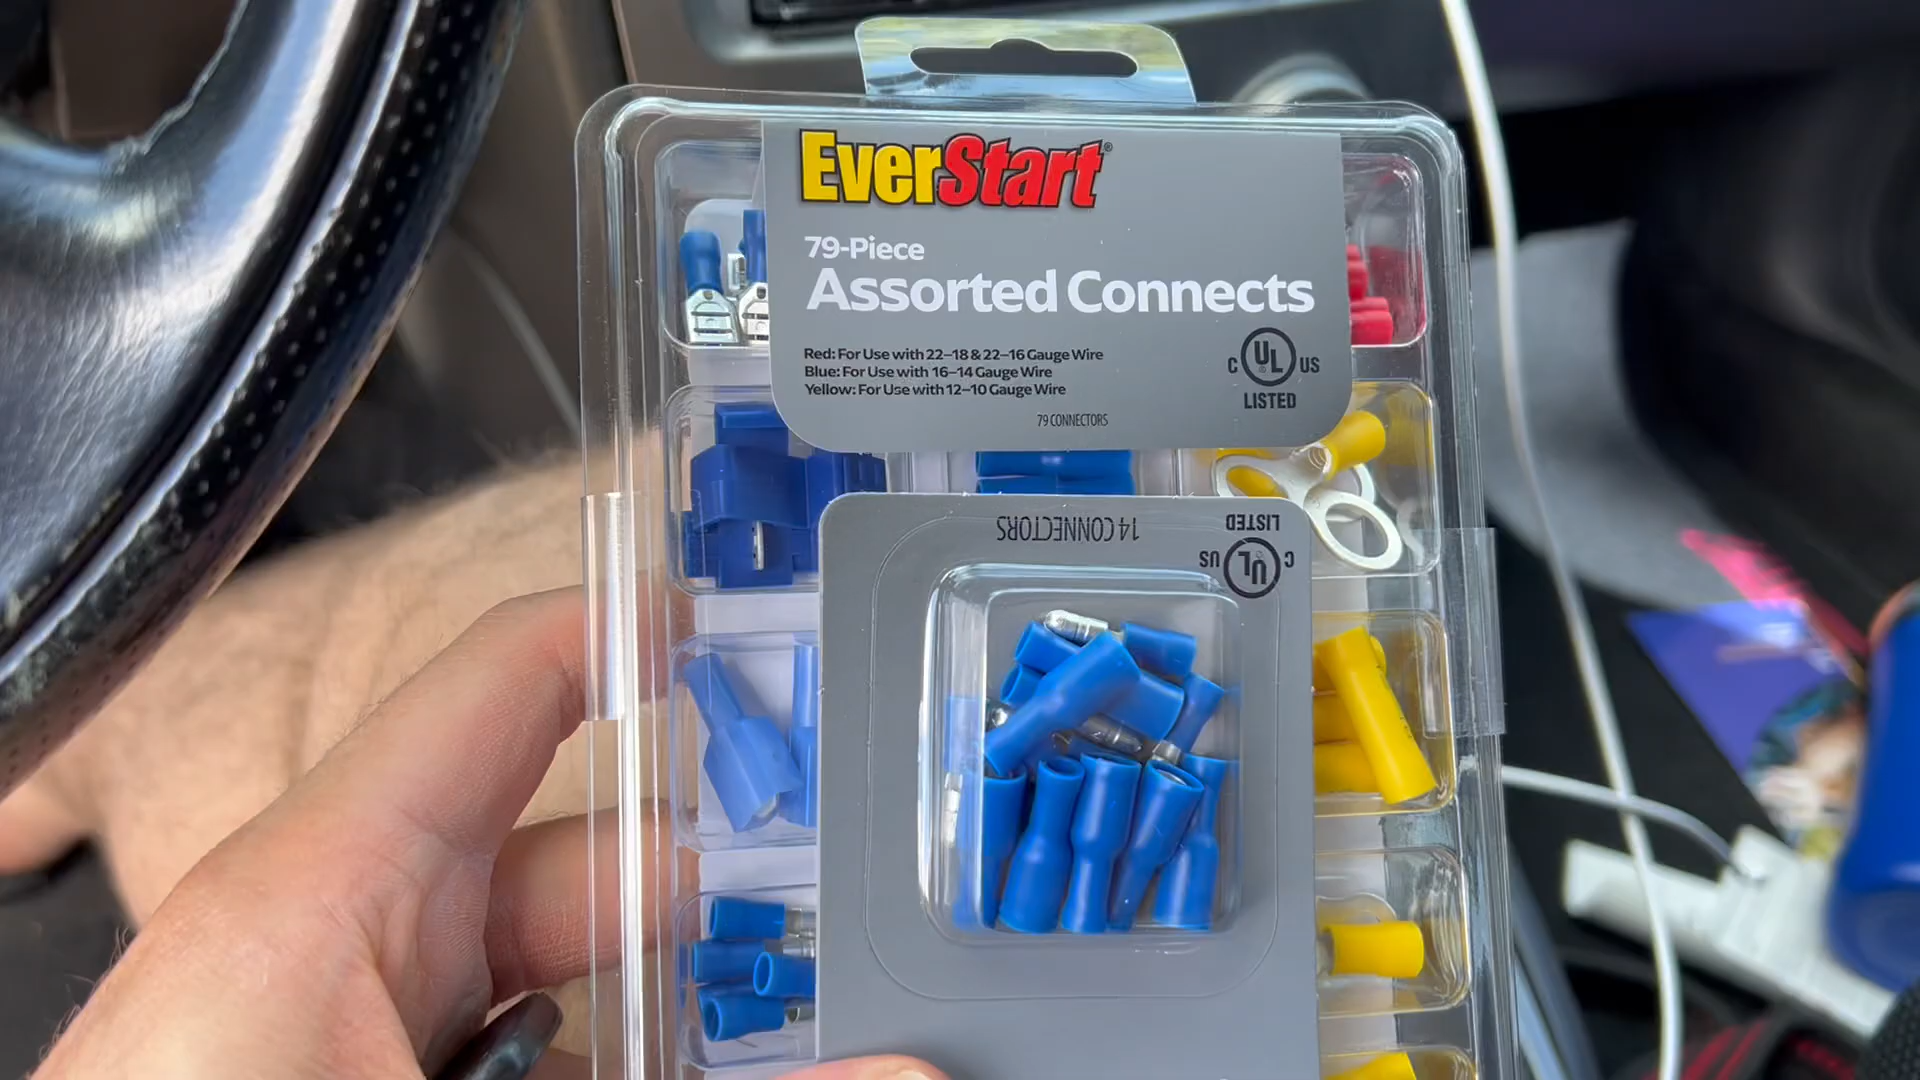 EverStart®
79-Piece
Assorted Connects
Red: For Use with 22–18 & 22–16 Gauge Wire
Blue: For Use with 16–14 Gauge Wire
Yellow: For Use with 12–10 Gauge Wire
C UL US
LISTED
79 CONNECTORS
14 CONNECTORS
LISTED
C UL US